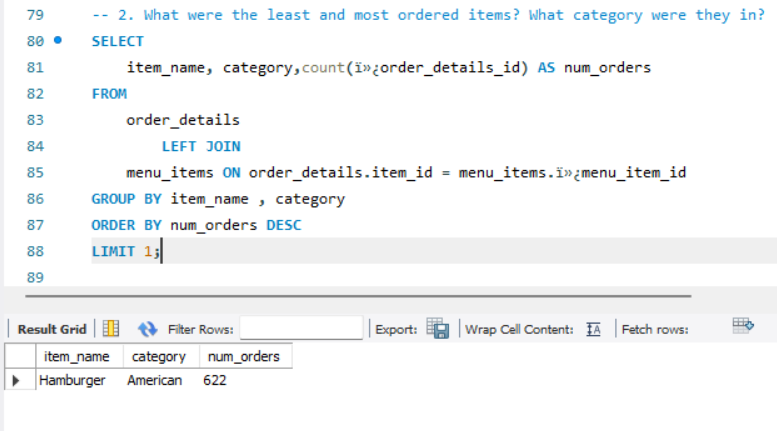 79 -- 2. What were the least and most ordered items? What category were they in?
80 SELECT
81 item_name, category,count(ï»¿order_details_id) AS num_orders
82 FROM
83 order_details
84 LEFT JOIN
85 menu_items ON order_details.item_id = menu_items.ï»¿menu_item_id
86 GROUP BY item_name , category
87 ORDER BY num_orders DESC
88 LIMIT 1;
89
Result Grid Filter Rows: Export: Wrap Cell Content: IA Fetch rows:
item_name category num_orders
Hamburger American 622